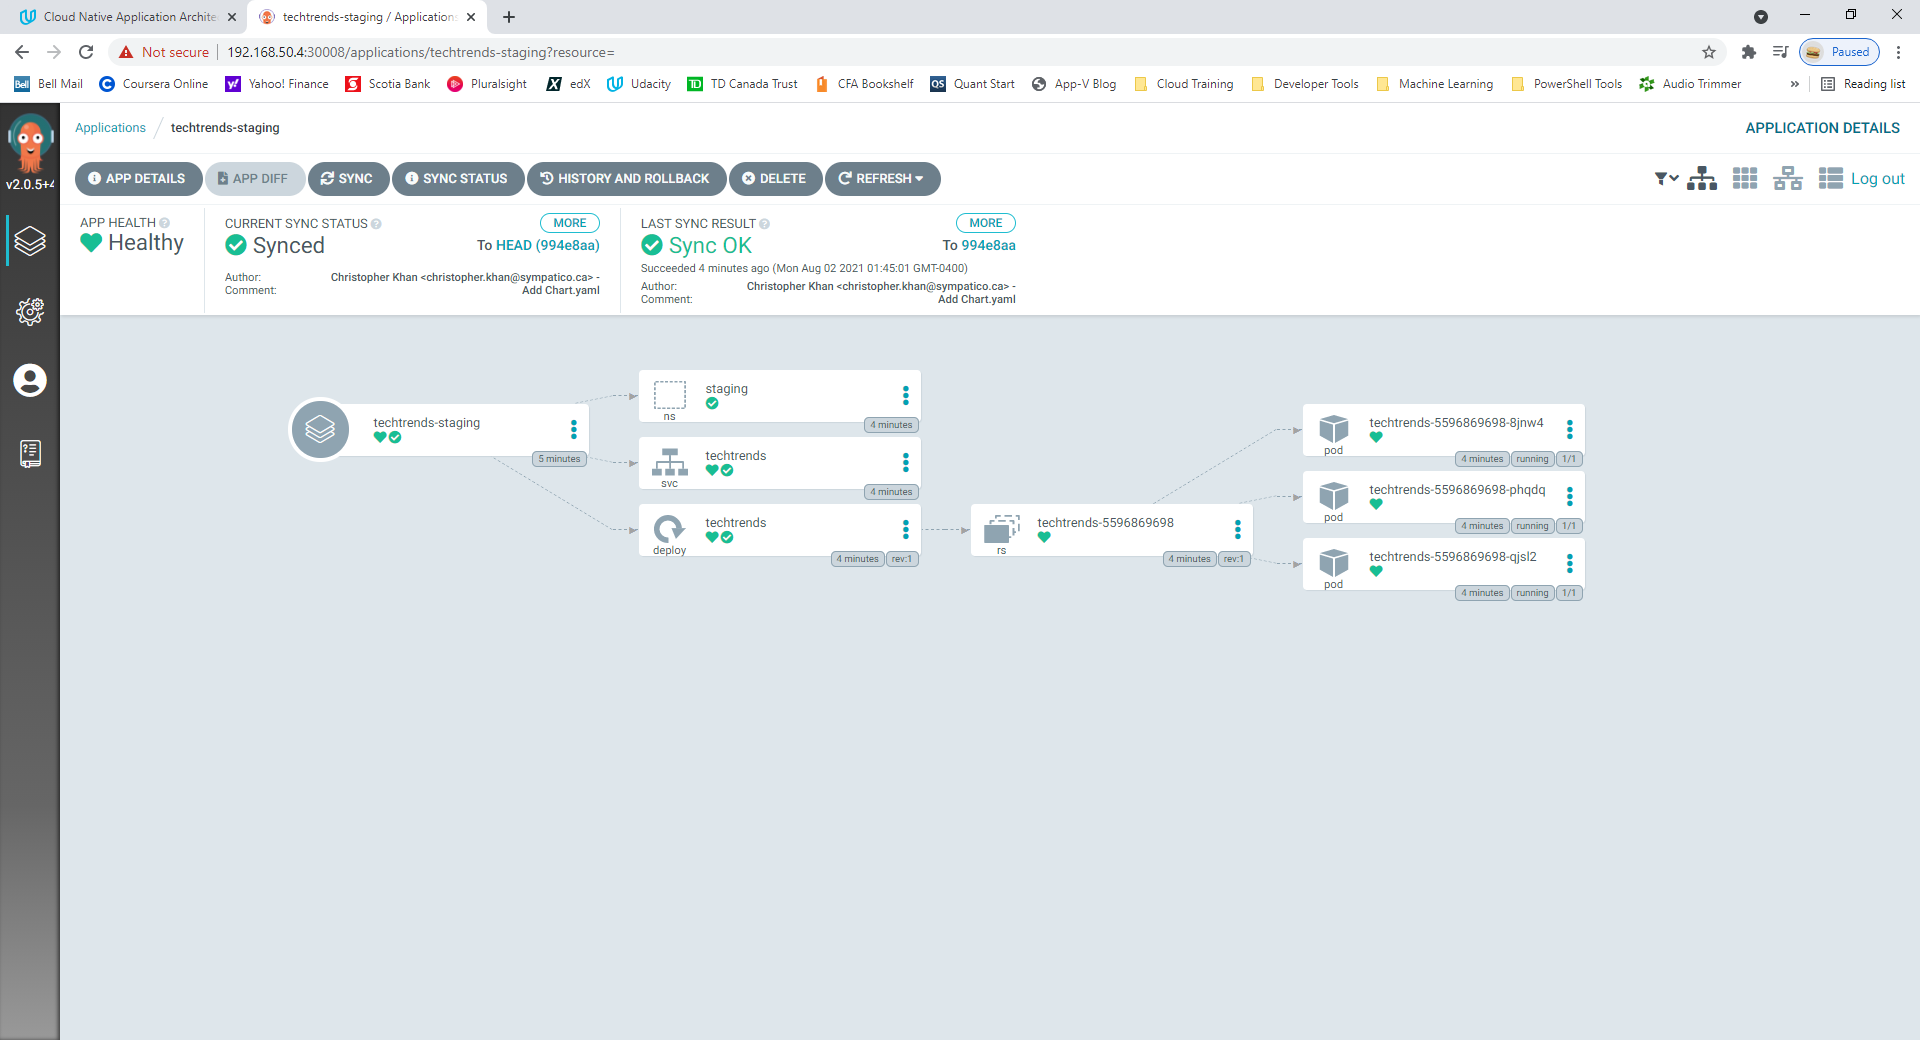 Cloud Native Application Archite
techtrends-staging / Applications
Not secure
192.168.50.4:30008/applications/techtrends-staging?resource=
Paused
Bell Mail
Coursera Online
Yahoo! Finance
Scotia Bank
Pluralsight
edX
Udacity
TD Canada Trust
CFA Bookshelf
QS Quant Start
App-V Blog
Cloud Training
Developer Tools
Machine Learning
PowerShell Tools
Audio Trimmer
»
Reading list
v2.0.5+4
Applications / techtrends-staging
APPLICATION DETAILS
APP DETAILS
APP DIFF
SYNC
SYNC STATUS
HISTORY AND ROLLBACK
DELETE
REFRESH
Log out
APP HEALTH
Healthy
CURRENT SYNC STATUS
MORE
Synced
To HEAD (994e8aa)
Author: Christopher Khan <christopher.khan@sympatico.ca> -
Comment: Add Chart.yaml
LAST SYNC RESULT
MORE
Sync OK
To 994e8aa
Succeeded 4 minutes ago (Mon Aug 02 2021 01:45:01 GMT-0400)
Author: Christopher Khan <christopher.khan@sympatico.ca> -
Comment: Add Chart.yaml
techtrends-staging
5 minutes
staging
ns
4 minutes
techtrends
svc
4 minutes
techtrends
deploy
4 minutes
rev:1
techtrends-5596869698
rs
4 minutes
rev:1
techtrends-5596869698-8jnw4
pod
4 minutes
running
1/1
techtrends-5596869698-phqdq
pod
4 minutes
running
1/1
techtrends-5596869698-qjsl2
pod
4 minutes
running
1/1